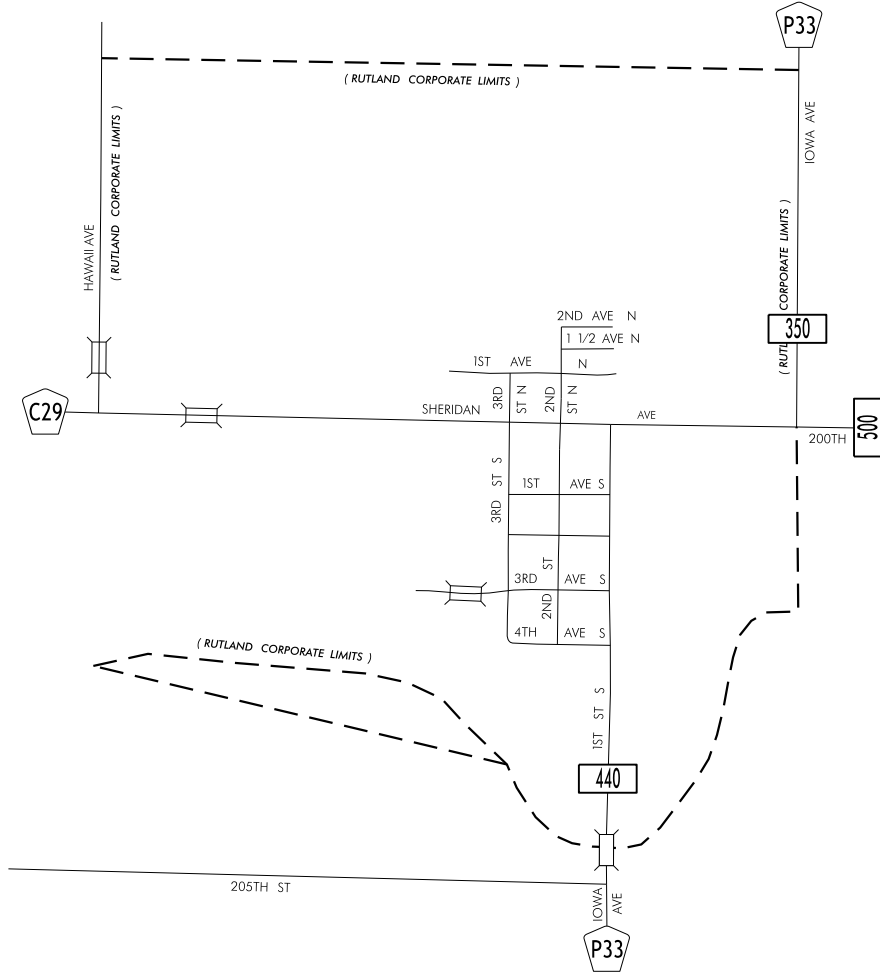 P33
( RUTLAND CORPORATE LIMITS )
IOWA AVE
( RUTLAND CORPORATE LIMITS )
HAWAII AVE
( RUTL CORPORATE LIMITS )
350
2ND AVE N
1 1/2 AVE N
1ST AVE N
3RD ST N
2ND ST N
C29
SHERIDAN AVE
200TH
500
3RD ST S
1ST AVE S
3RD
2ND ST
3RD AVE S
4TH AVE S
( RUTLAND CORPORATE LIMITS )
1ST ST S
440
205TH ST
IOWA AVE
P33